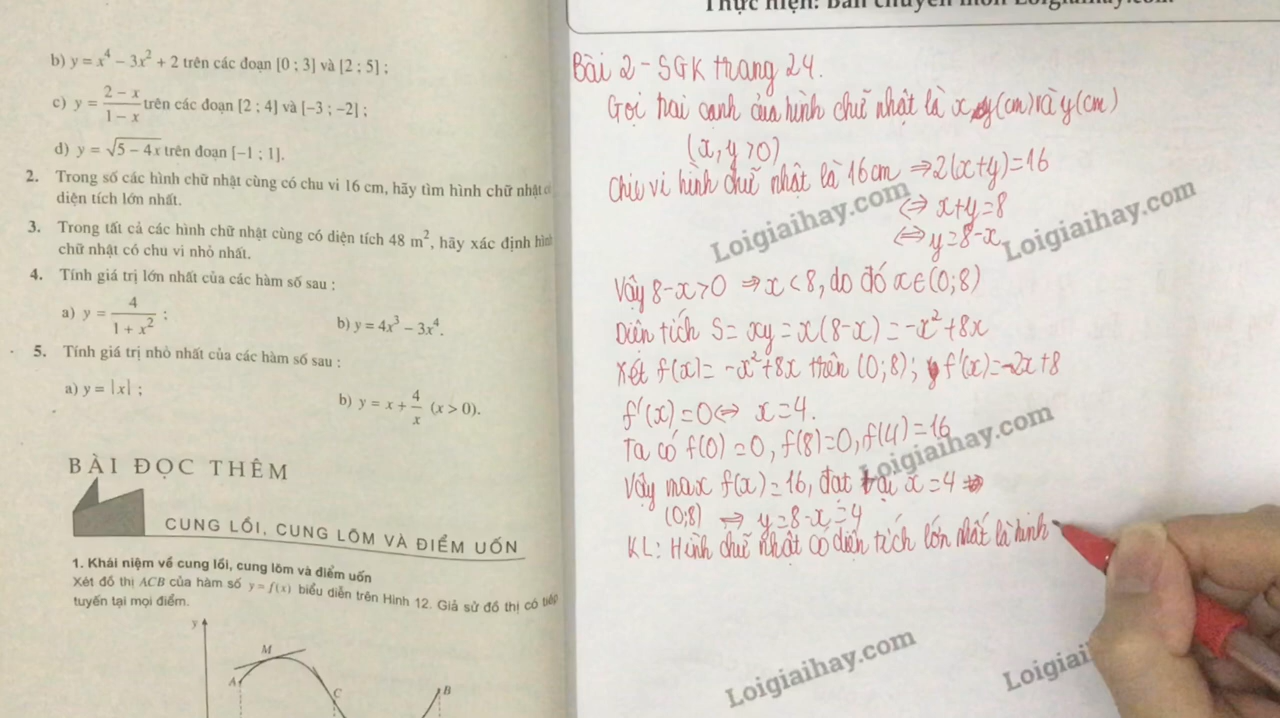 b) y = x⁴ − 3x² + 2 trên các đoạn [0 ; 3] và [2 ; 5] ;
c) y = (2 − x)/(1 − x) trên các đoạn [2 ; 4] và [−3 ; −2] ;
d) y = √(5 − 4x) trên đoạn [−1 ; 1].
2. Trong số các hình chữ nhật cùng có chu vi 16 cm, hãy tìm hình chữ nhật
diện tích lớn nhất.
3. Trong tất cả các hình chữ nhật cùng có diện tích 48 m², hãy xác định hình
chữ nhật có chu vi nhỏ nhất.
4. Tính giá trị lớn nhất của các hàm số sau :
a) y = 4/(1 + x²) ;
b) y = 4x³ − 3x⁴.
5. Tính giá trị nhỏ nhất của các hàm số sau :
a) y = |x| ;
b) y = x + 4/x (x > 0).
BÀI ĐỌC THÊM
CUNG LỒI, CUNG LÕM VÀ ĐIỂM UỐN
1. Khái niệm về cung lồi, cung lõm và điểm uốn
Xét đồ thị ACB của hàm số y = f(x) biểu diễn trên Hình 12. Giả sử đồ thị có tiếp
tuyến tại mọi điểm.
y
M
A
C
B
Thực hiện: Ban chuyên môn Loigiaihay.com
Bài 2 - SGK trang 24.
Gọi hai cạnh của hình chữ nhật là x (cm) và y (cm)
(x, y > 0)
Chu vi hình chữ nhật là 16 cm ⇒ 2(x+y) = 16
⇔ x+y = 8
⇔ y = 8-x
Vậy 8-x > 0 ⇒ x < 8, do đó x ∈ (0;8)
Diện tích S = xy = x(8-x) = -x²+8x
Xét f(x) = -x²+8x trên (0;8); f'(x) = -2x+8
f'(x) = 0 ⇔ x = 4.
Ta có f(0) = 0, f(8) = 0, f(4) = 16
Vậy max f(x) = 16, đạt tại x = 4
(0;8) ⇒ y = 8-x = 4
KL: Hình chữ nhật có diện tích lớn nhất là hình
Loigiaihay.com
Loigiaihay.com
Loigiaihay.com
Loigiaihay.com
Loigiaihay